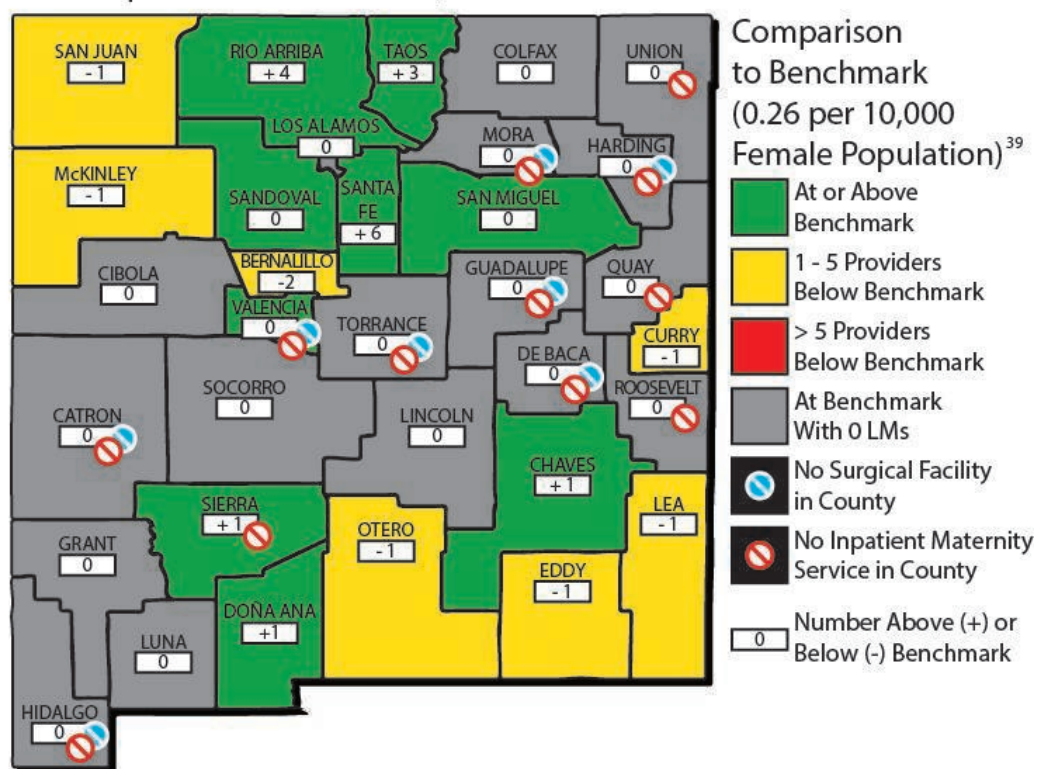 SAN JUAN
- 1
RIO ARRIBA
+ 4
TAOS
+ 3
COLFAX
0
UNION
0
LOS ALAMOS
0
MORA
0
HARDING
0
McKINLEY
- 1
SANDOVAL
0
SANTA
FE
+ 6
SAN MIGUEL
0
CIBOLA
0
BERNALILLO
-2
GUADALUPE
0
QUAY
0
VALENCIA
0
TORRANCE
0
CURRY
- 1
DE BACA
0
ROOSEVELT
0
CATRON
0
SOCORRO
0
LINCOLN
0
CHAVES
+ 1
SIERRA
+ 1
OTERO
- 1
LEA
- 1
GRANT
0
EDDY
- 1
DOÑA ANA
+1
LUNA
0
HIDALGO
0
Comparison
to Benchmark
(0.26 per 10,000
Female Population)³⁹
At or Above
Benchmark
1 - 5 Providers
Below Benchmark
> 5 Providers
Below Benchmark
At Benchmark
With 0 LMs
No Surgical Facility
in County
No Inpatient Maternity
Service in County
0
Number Above (+) or
Below (-) Benchmark